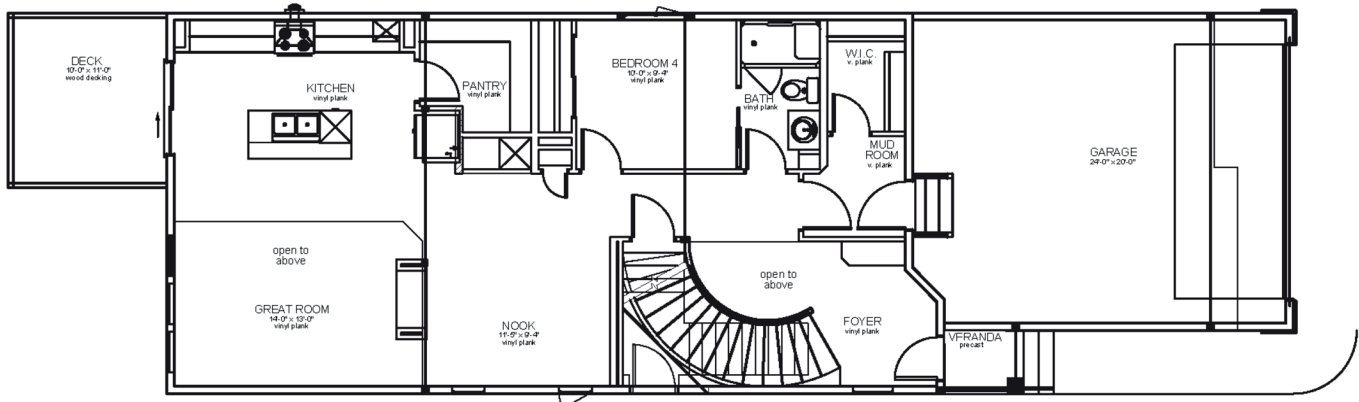 DECK
10'-0" x 11'-0"
wood decking
KITCHEN
vinyl plank
PANTRY
vinyl plank
BEDROOM 4
10'-0" x 9'-4"
vinyl plank
BATH
vinyl plank
W.I.C.
v. plank
MUD
ROOM
v. plank
GARAGE
24'-0" x 20'-0"
open to
above
GREAT ROOM
14'-0" x 13'-0"
vinyl plank
NOOK
11'-5" x 9'-4"
vinyl plank
open to
above
FOYER
vinyl plank
VERANDA
precast